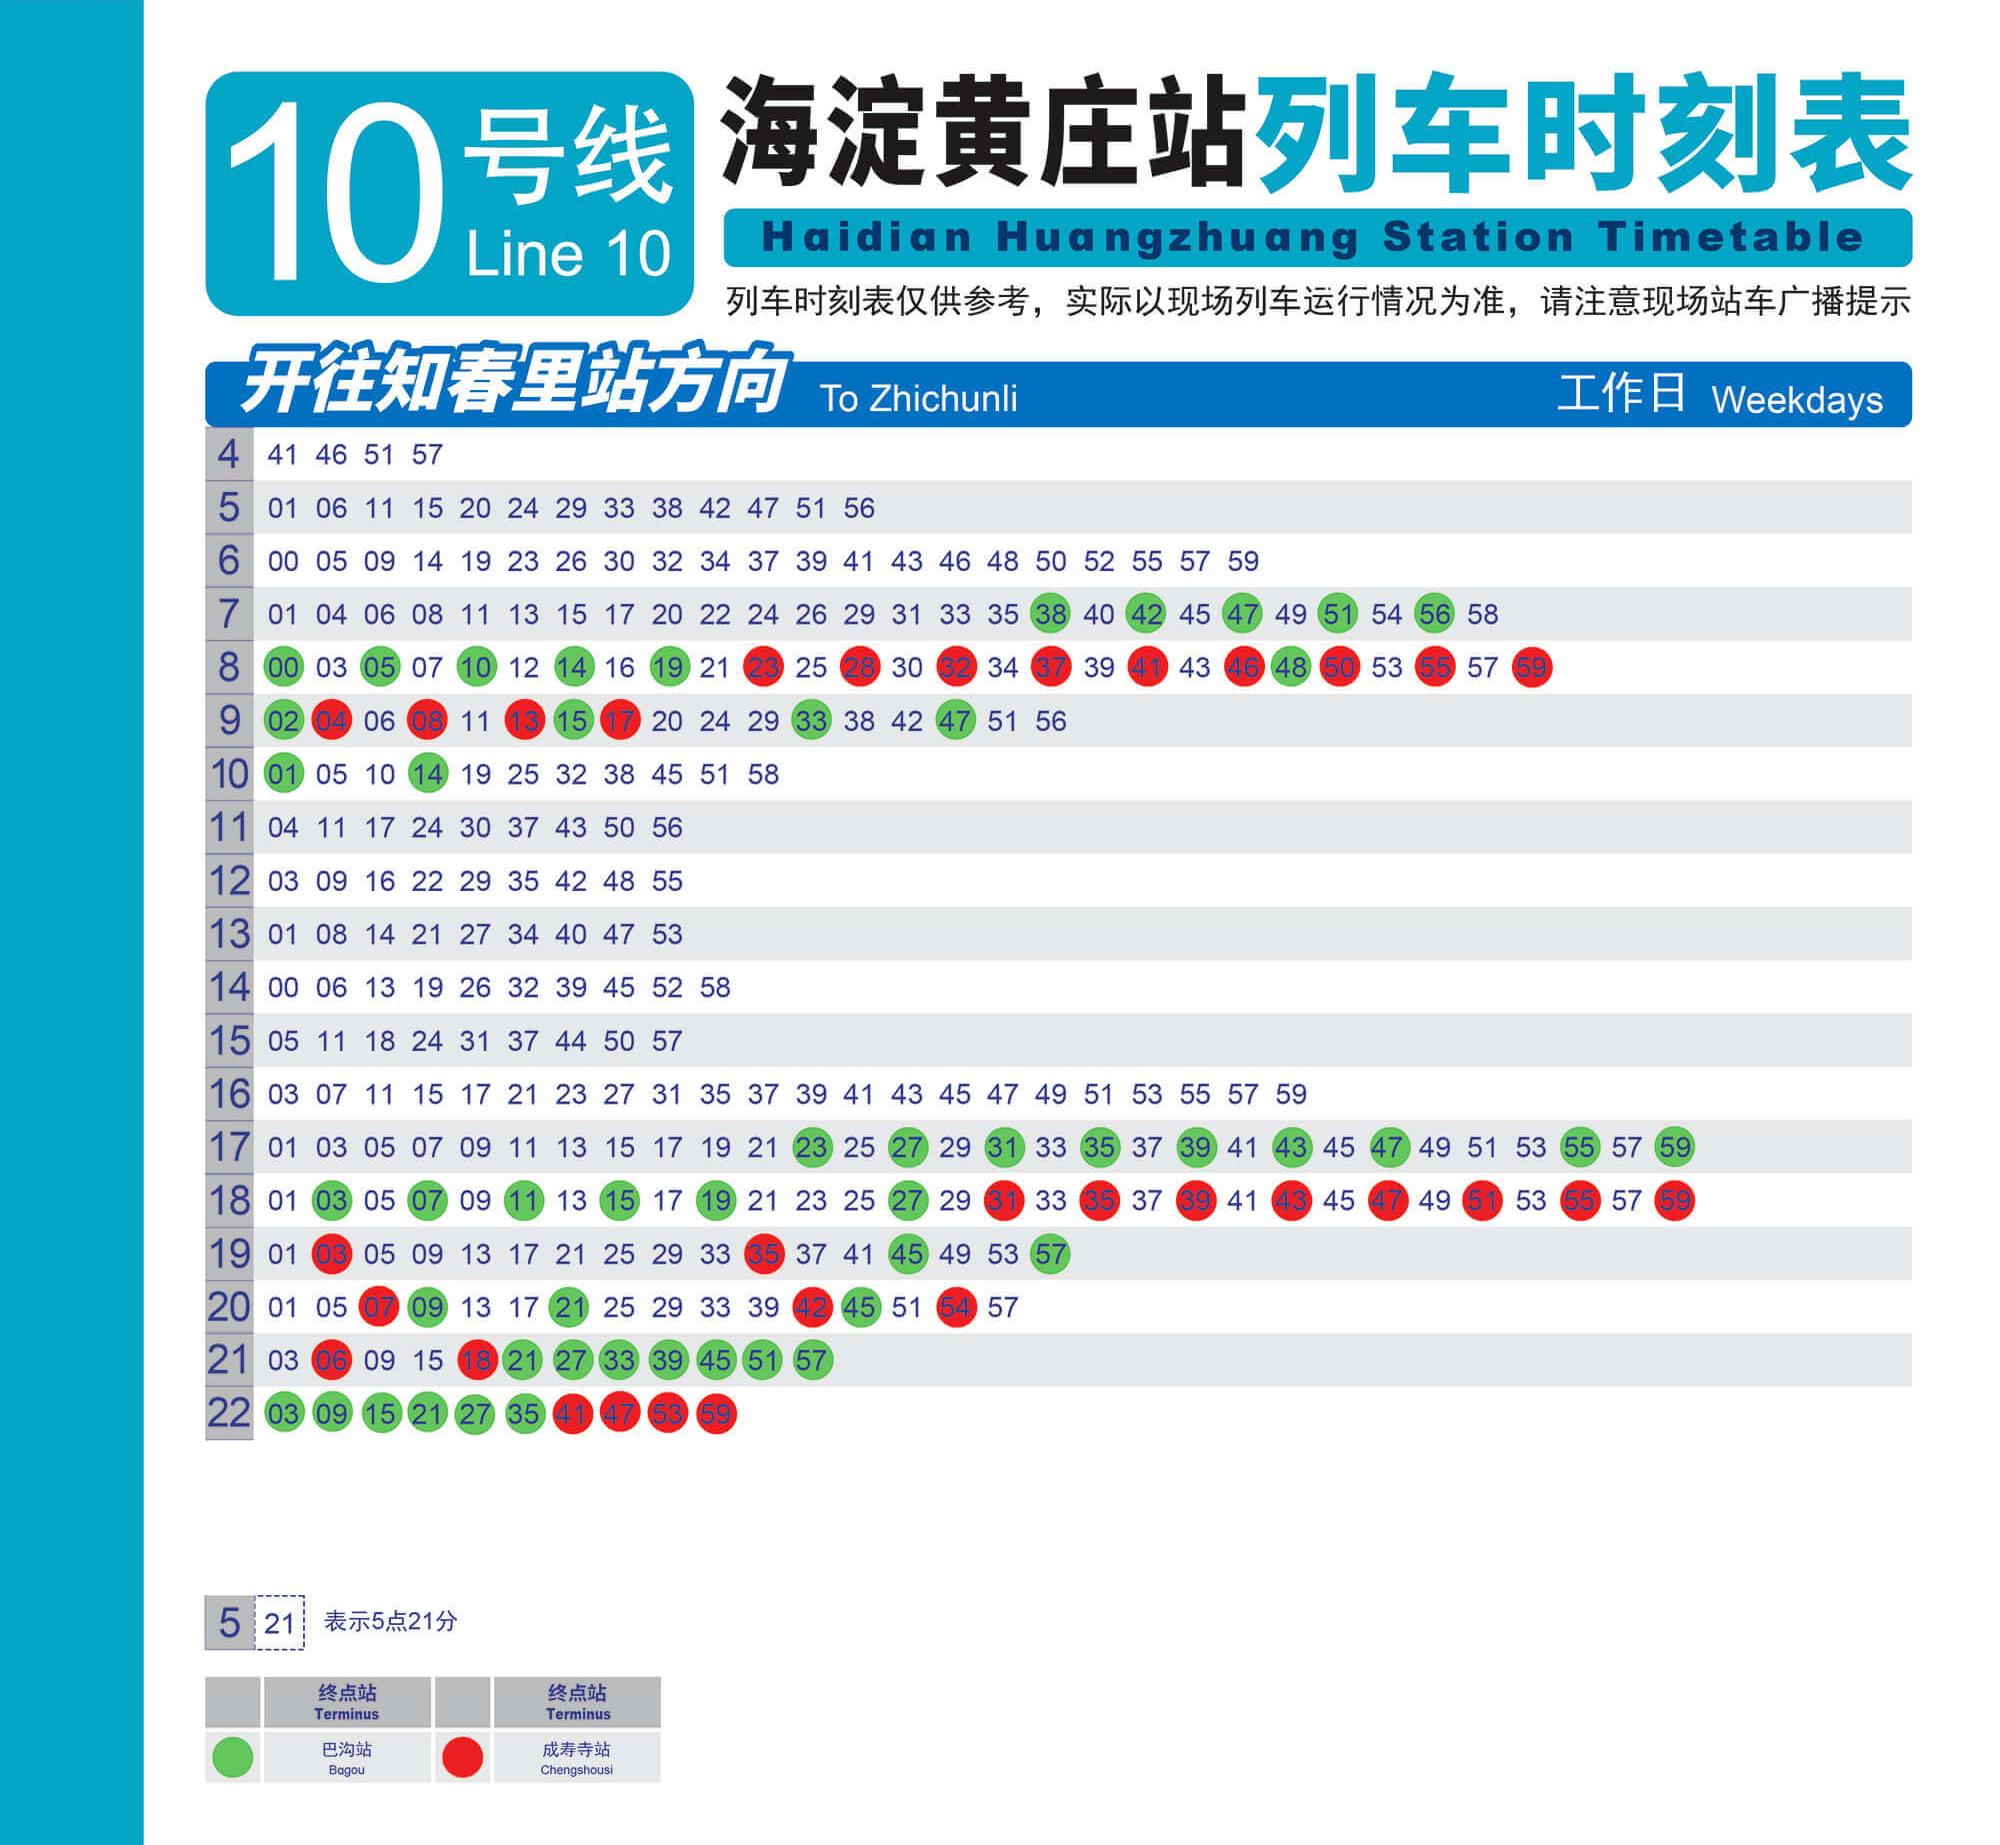 10号线
Line 10
海淀黄庄站列车时刻表
Haidian Huangzhuang Station Timetable
列车时刻表仅供参考，实际以现场列车运行情况为准，请注意现场站车广播提示
开往知春里站方向 To Zhichunli 工作日 Weekdays
4 41 46 51 57
5 01 06 11 15 20 24 29 33 38 42 47 51 56
6 00 05 09 14 19 23 26 30 32 34 37 39 41 43 46 48 50 52 55 57 59
7 01 04 06 08 11 13 15 17 20 22 24 26 29 31 33 35 38 40 42 45 47 49 51 54 56 58
8 00 03 05 07 10 12 14 16 19 21 23 25 28 30 32 34 37 39 41 43 46 48 50 53 55 57 59
9 02 04 06 08 11 13 15 17 20 24 29 33 38 42 47 51 56
10 01 05 10 14 19 25 32 38 45 51 58
11 04 11 17 24 30 37 43 50 56
12 03 09 16 22 29 35 42 48 55
13 01 08 14 21 27 34 40 47 53
14 00 06 13 19 26 32 39 45 52 58
15 05 11 18 24 31 37 44 50 57
16 03 07 11 15 17 21 23 27 31 35 37 39 41 43 45 47 49 51 53 55 57 59
17 01 03 05 07 09 11 13 15 17 19 21 23 25 27 29 31 33 35 37 39 41 43 45 47 49 51 53 55 57 59
18 01 03 05 07 09 11 13 15 17 19 21 23 25 27 29 31 33 35 37 39 41 43 45 47 49 51 53 55 57 59
19 01 03 05 09 13 17 21 25 29 33 35 37 41 45 49 53 57
20 01 05 07 09 13 17 21 25 29 33 39 42 45 51 54 57
21 03 06 09 15 18 21 27 33 39 45 51 57
22 03 09 15 21 27 35 41 47 53 59
5 21 表示5点21分
终点站 终点站
Terminus Terminus
巴沟站 成寿寺站
Bagou Chengshousi